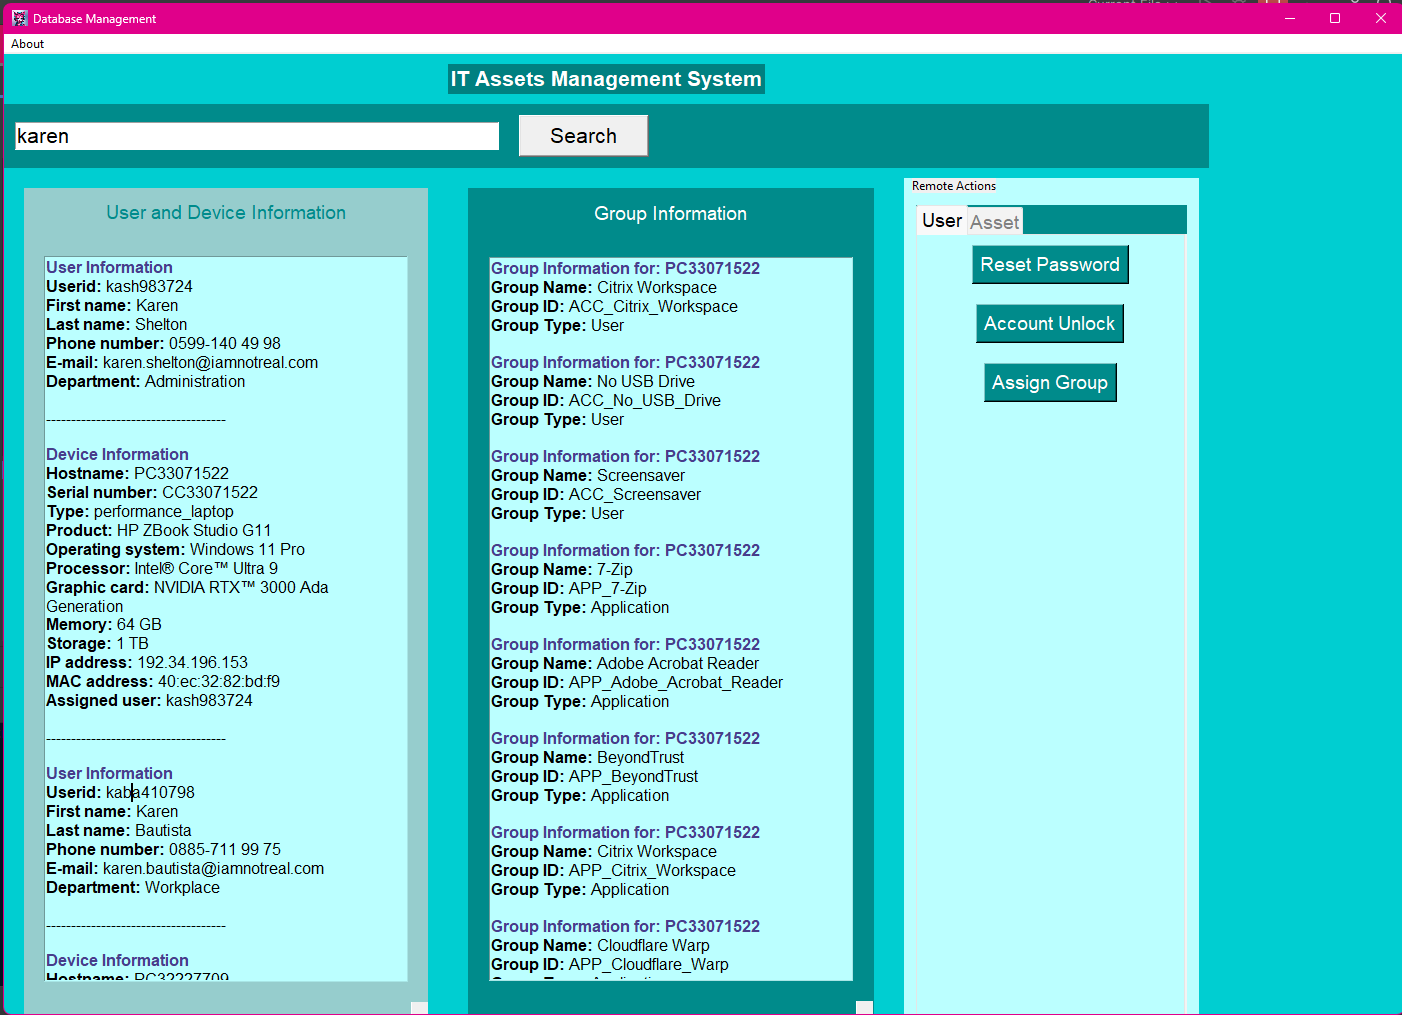 Database Management
About
IT Assets Management System
karen
Search
User and Device Information
User Information
Userid: kash983724
First name: Karen
Last name: Shelton
Phone number: 0599-140 49 98
E-mail: karen.shelton@iamnotreal.com
Department: Administration
------------------------------------
Device Information
Hostname: PC33071522
Serial number: CC33071522
Type: performance_laptop
Product: HP ZBook Studio G11
Operating system: Windows 11 Pro
Processor: Intel® Core™ Ultra 9
Graphic card: NVIDIA RTX™ 3000 Ada
Generation
Memory: 64 GB
Storage: 1 TB
IP address: 192.34.196.153
MAC address: 40:ec:32:82:bd:f9
Assigned user: kash983724
------------------------------------
User Information
Userid: kaba410798
First name: Karen
Last name: Bautista
Phone number: 0885-711 99 75
E-mail: karen.bautista@iamnotreal.com
Department: Workplace
------------------------------------
Device Information
Hostname: PC32227709
Group Information
Group Information for: PC33071522
Group Name: Citrix Workspace
Group ID: ACC_Citrix_Workspace
Group Type: User
Group Information for: PC33071522
Group Name: No USB Drive
Group ID: ACC_No_USB_Drive
Group Type: User
Group Information for: PC33071522
Group Name: Screensaver
Group ID: ACC_Screensaver
Group Type: User
Group Information for: PC33071522
Group Name: 7-Zip
Group ID: APP_7-Zip
Group Type: Application
Group Information for: PC33071522
Group Name: Adobe Acrobat Reader
Group ID: APP_Adobe_Acrobat_Reader
Group Type: Application
Group Information for: PC33071522
Group Name: BeyondTrust
Group ID: APP_BeyondTrust
Group Type: Application
Group Information for: PC33071522
Group Name: Citrix Workspace
Group ID: APP_Citrix_Workspace
Group Type: Application
Group Information for: PC33071522
Group Name: Cloudflare Warp
Group ID: APP_Cloudflare_Warp
Remote Actions
User
Asset
Reset Password
Account Unlock
Assign Group